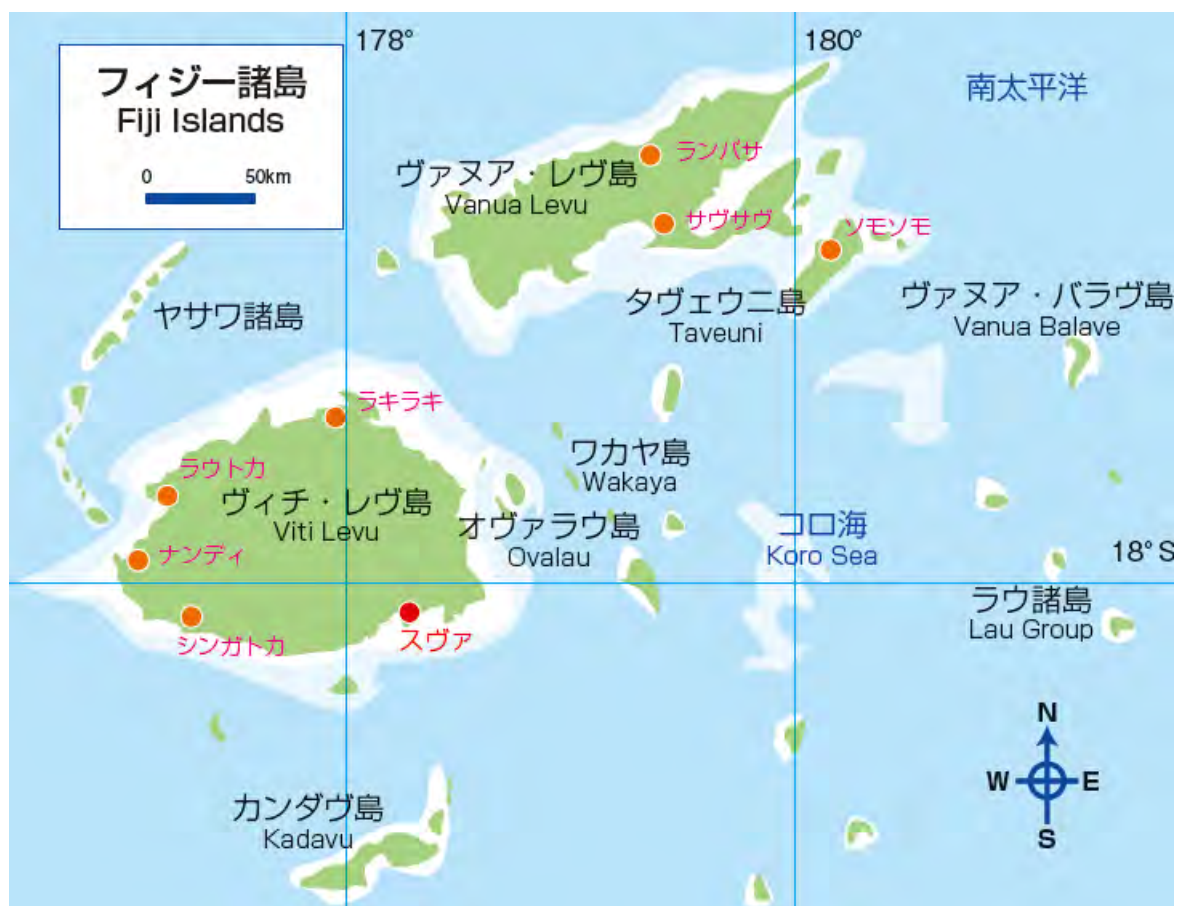 178°
180°
フィジー諸島
Fiji Islands
0
50km
南太平洋
ランバサ
ヴァヌア・レヴ島
Vanua Levu
サヴサヴ
ソモソモ
ヤサワ諸島
タヴェウニ島
Taveuni
ヴァヌア・バラヴ島
Vanua Balave
ラキラキ
ラウトカ
ヴィチ・レヴ島
Viti Levu
ワカヤ島
Wakaya
オヴァラウ島
Ovalau
コロ海
Koro Sea
ナンディ
18° S
シンガトカ
スヴァ
ラウ諸島
Lau Group
カンダヴ島
Kadavu
N
W
E
S